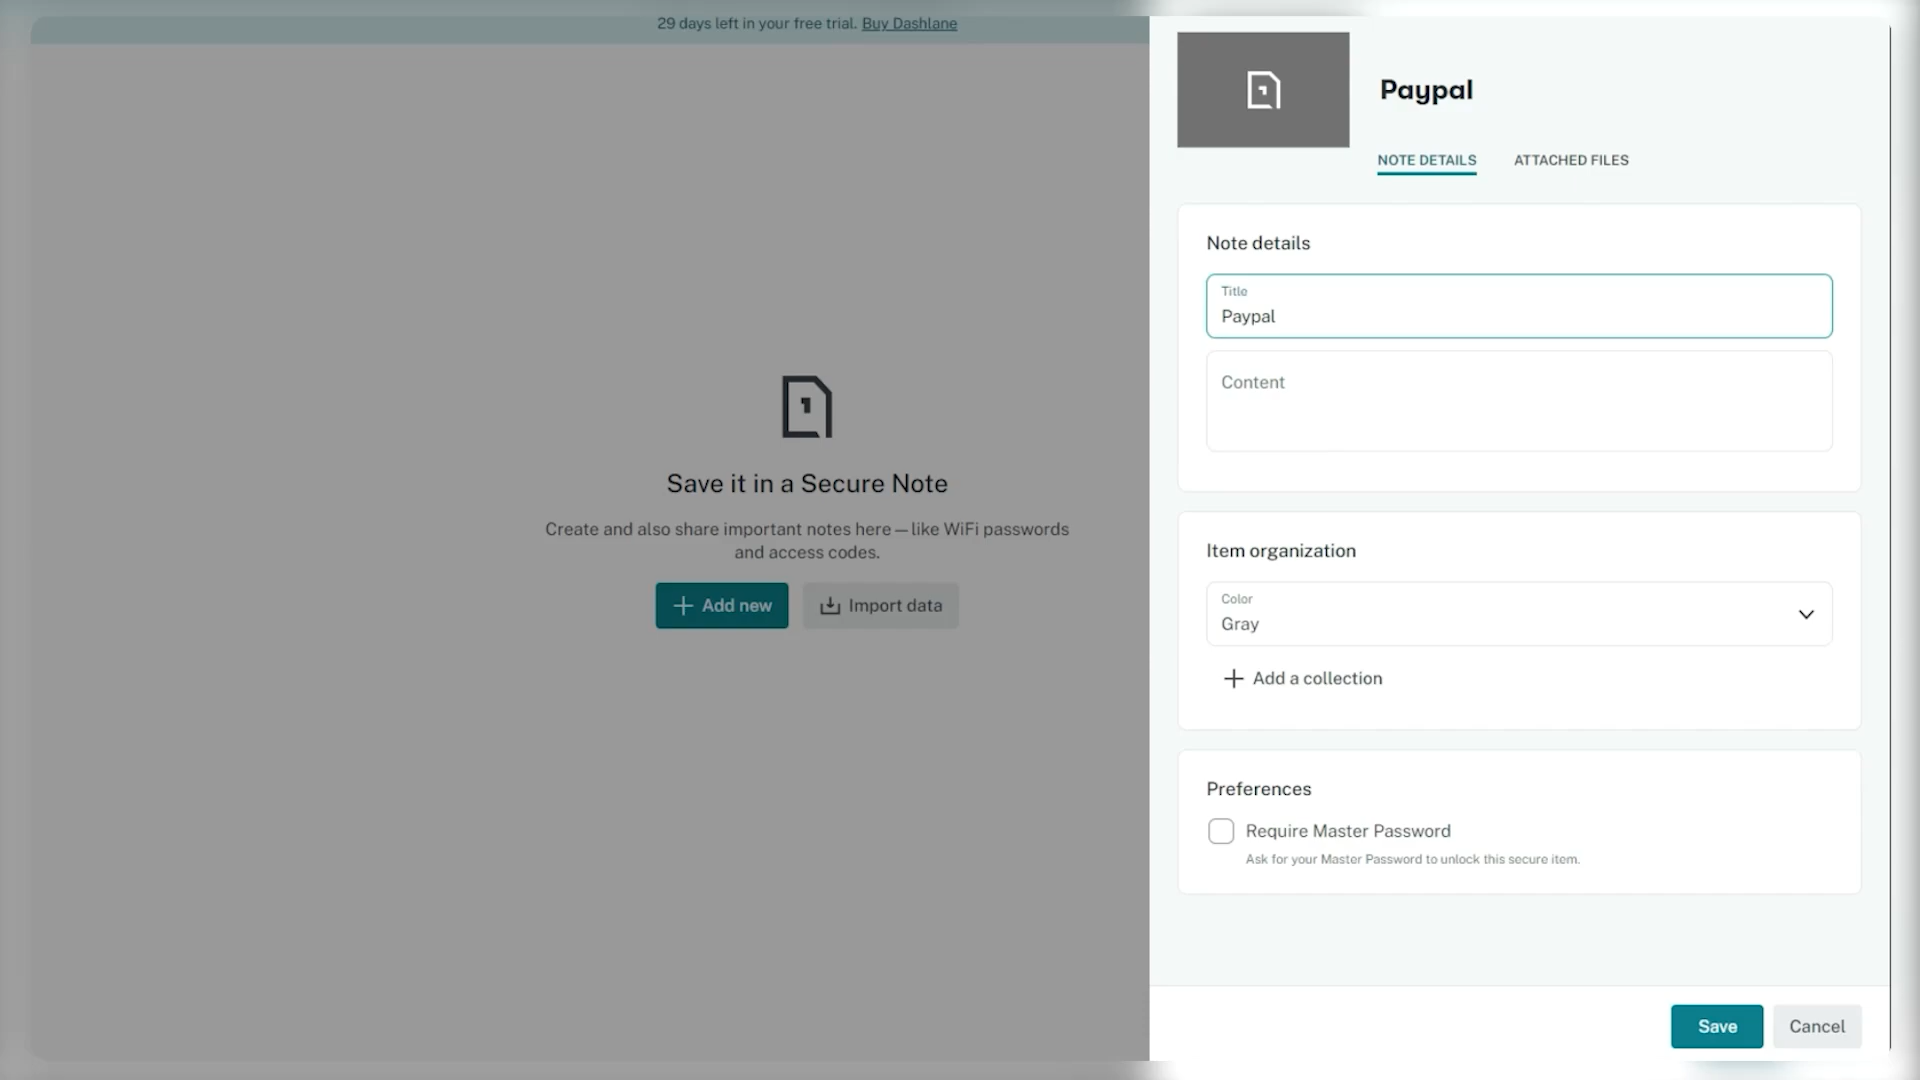 29 days left in your free trial. Buy Dashlane
Save it in a Secure Note
Create and also share important notes here — like WiFi passwords
and access codes.
Add new
Import data
Paypal
NOTE DETAILS
ATTACHED FILES
Note details
Title
Paypal
Content
Item organization
Color
Gray
Add a collection
Preferences
Require Master Password
Ask for your Master Password to unlock this secure item.
Save
Cancel